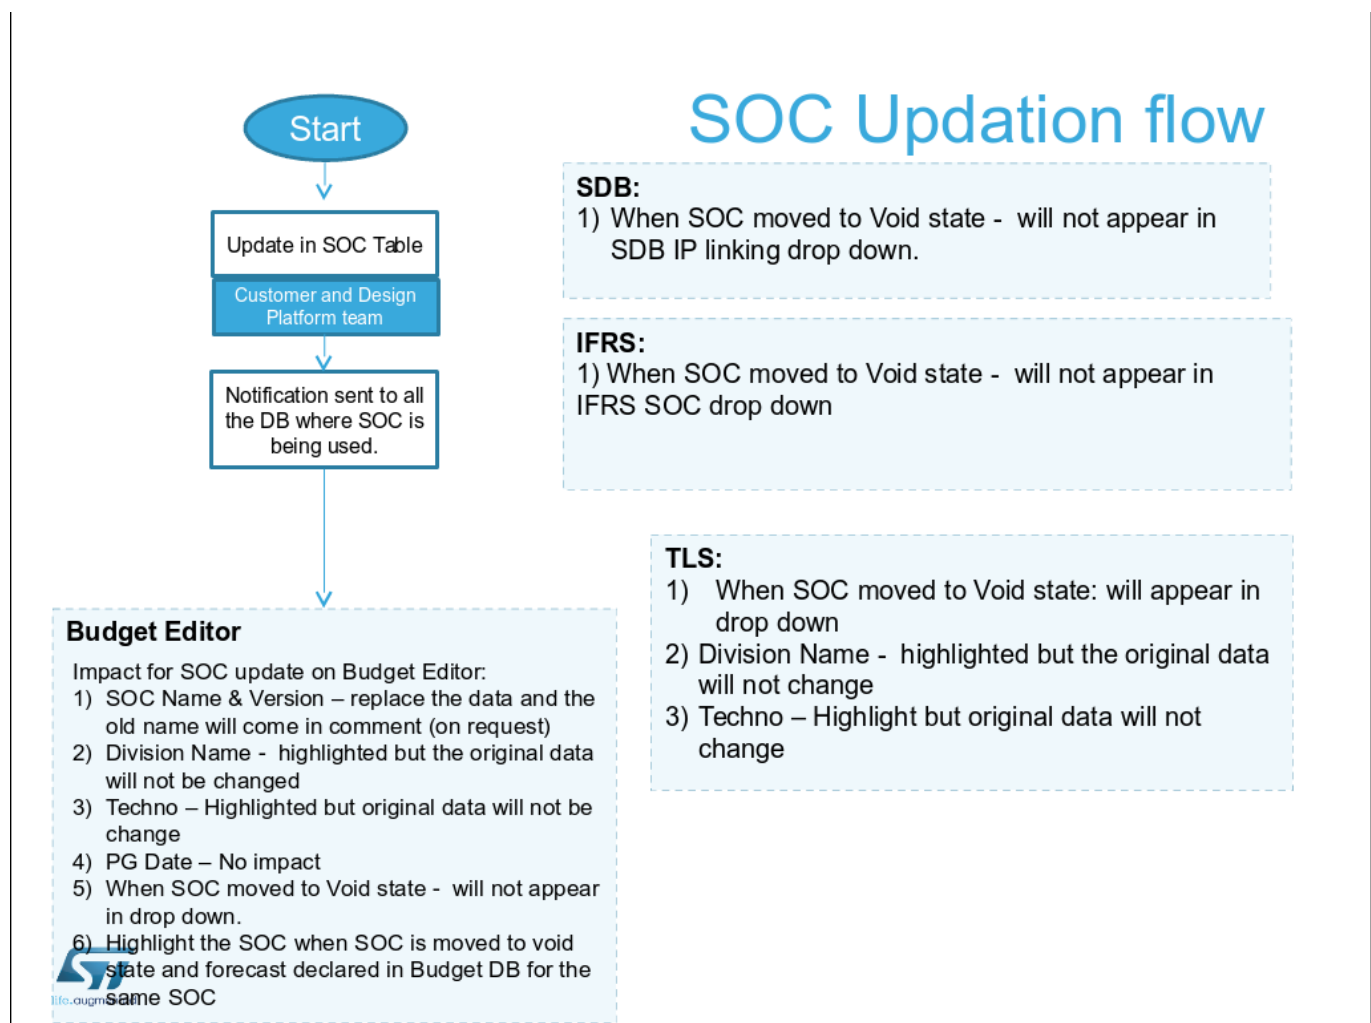 SOC Updation flow
Start
Update in SOC Table
Customer and Design
Platform team
Notification sent to all
the DB where SOC is
being used.
SDB:
1) When SOC moved to Void state - will not appear in
SDB IP linking drop down.
IFRS:
1) When SOC moved to Void state - will not appear in
IFRS SOC drop down
TLS:
1) When SOC moved to Void state: will appear in
drop down
2) Division Name - highlighted but the original data
will not change
3) Techno – Highlight but original data will not
change
Budget Editor
Impact for SOC update on Budget Editor:
1) SOC Name & Version – replace the data and the
old name will come in comment (on request)
2) Division Name - highlighted but the original data
will not be changed
3) Techno – Highlighted but original data will not be
change
4) PG Date – No impact
5) When SOC moved to Void state - will not appear
in drop down.
6) Highlight the SOC when SOC is moved to void
state and forecast declared in Budget DB for the
same SOC
ST